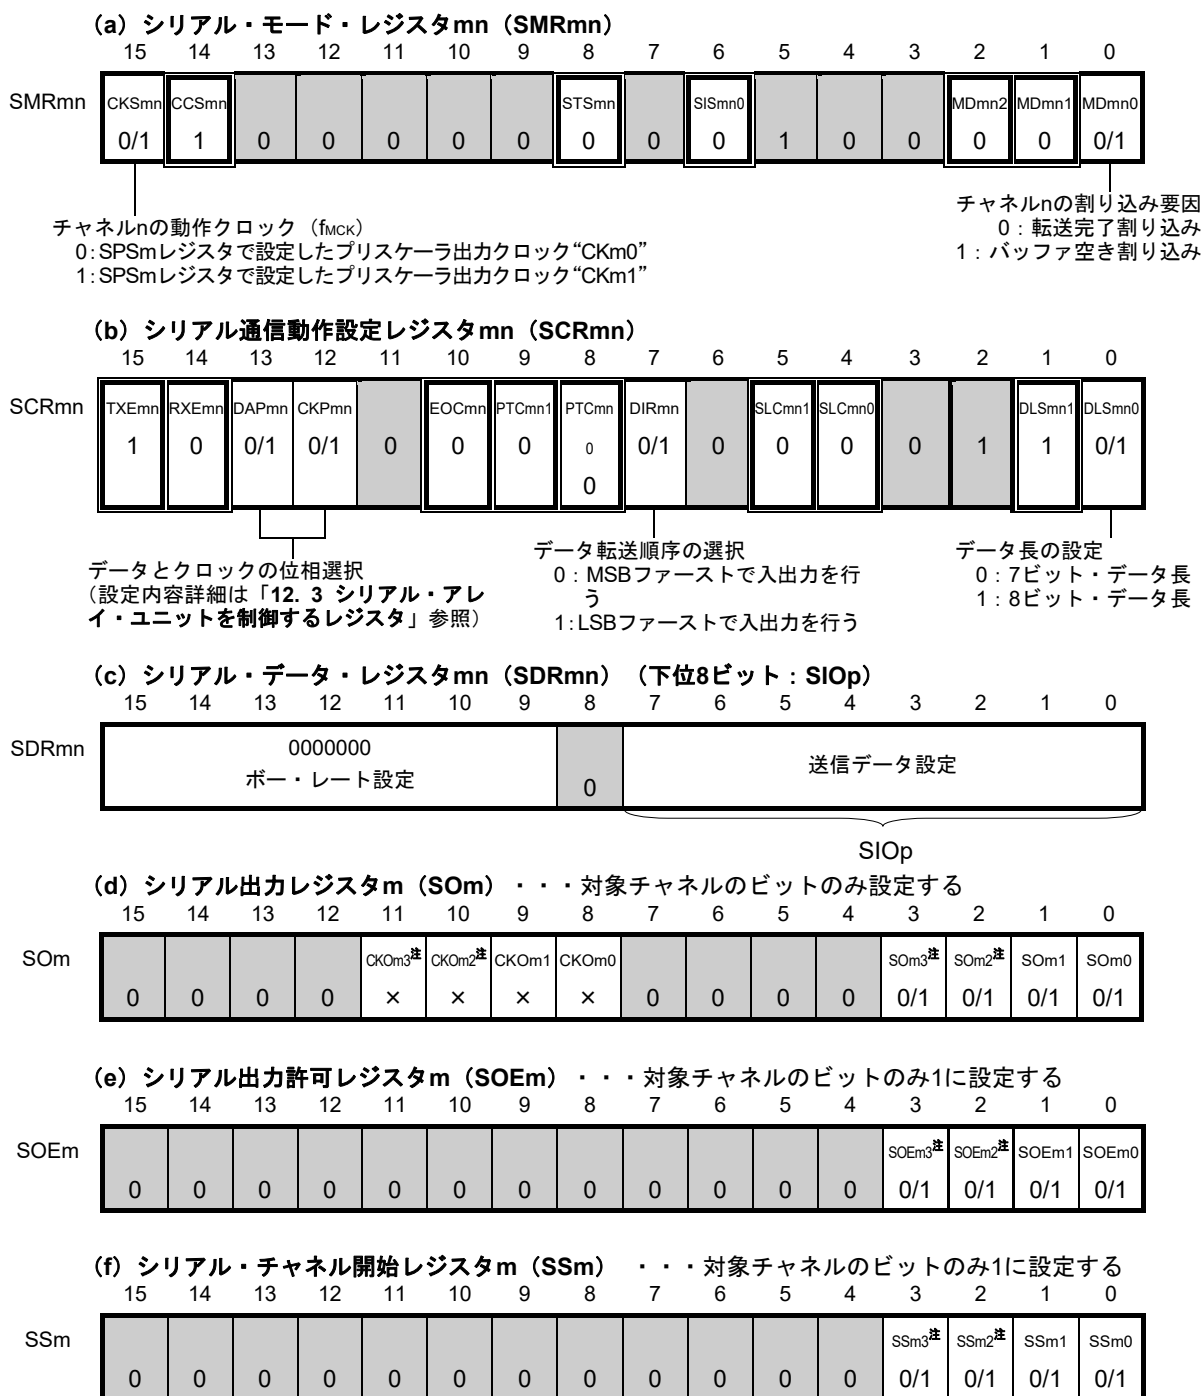 (a) シリアル・モード・レジスタmn（SMRmn）
15 14 13 12 11 10 9 8 7 6 5 4 3 2 1 0
SMRmn CKSmn CCSmn STSmn SISmn0 MDmn2 MDmn1 MDmn0
0/1 1 0 0 0 0 0 0 0 0 1 0 0 0 0 0/1
チャネルnの動作クロック（fMCK）
0：SPSmレジスタで設定したプリスケーラ出力クロック“CKm0”
1：SPSmレジスタで設定したプリスケーラ出力クロック“CKm1”
チャネルnの割り込み要因
0：転送完了割り込み
1：バッファ空き割り込み
(b) シリアル通信動作設定レジスタmn（SCRmn）
15 14 13 12 11 10 9 8 7 6 5 4 3 2 1 0
SCRmn TXEmn RXEmn DAPmn CKPmn EOCmn PTCmn1 PTCmn DIRmn SLCmn1 SLCmn0 DLSmn1 DLSmn0
1 0 0/1 0/1 0 0 0 0 0/1 0 0 0 0 1 1 0/1
0
データとクロックの位相選択
（設定内容詳細は「12. 3 シリアル・アレ
イ・ユニットを制御するレジスタ」参照）
データ転送順序の選択
0：MSBファーストで入出力を行
う
1：LSBファーストで入出力を行う
データ長の設定
0：7ビット・データ長
1：8ビット・データ長
(c) シリアル・データ・レジスタmn（SDRmn）（下位8ビット：SIOp）
15 14 13 12 11 10 9 8 7 6 5 4 3 2 1 0
SDRmn 0000000
ボー・レート設定
0
送信データ設定
SIOp
(d) シリアル出力レジスタm（SOm）・・・対象チャネルのビットのみ設定する
15 14 13 12 11 10 9 8 7 6 5 4 3 2 1 0
SOm CKOm3注 CKOm2注 CKOm1 CKOm0 SOm3注 SOm2注 SOm1 SOm0
0 0 0 0 × × × × 0 0 0 0 0/1 0/1 0/1 0/1
(e) シリアル出力許可レジスタm（SOEm）・・・対象チャネルのビットのみ1に設定する
15 14 13 12 11 10 9 8 7 6 5 4 3 2 1 0
SOEm SOEm3注 SOEm2注 SOEm1 SOEm0
0 0 0 0 0 0 0 0 0 0 0 0 0/1 0/1 0/1 0/1
(f) シリアル・チャネル開始レジスタm（SSm） ・・・対象チャネルのビットのみ1に設定する
15 14 13 12 11 10 9 8 7 6 5 4 3 2 1 0
SSm SSm3注 SSm2注 SSm1 SSm0
0 0 0 0 0 0 0 0 0 0 0 0 0/1 0/1 0/1 0/1